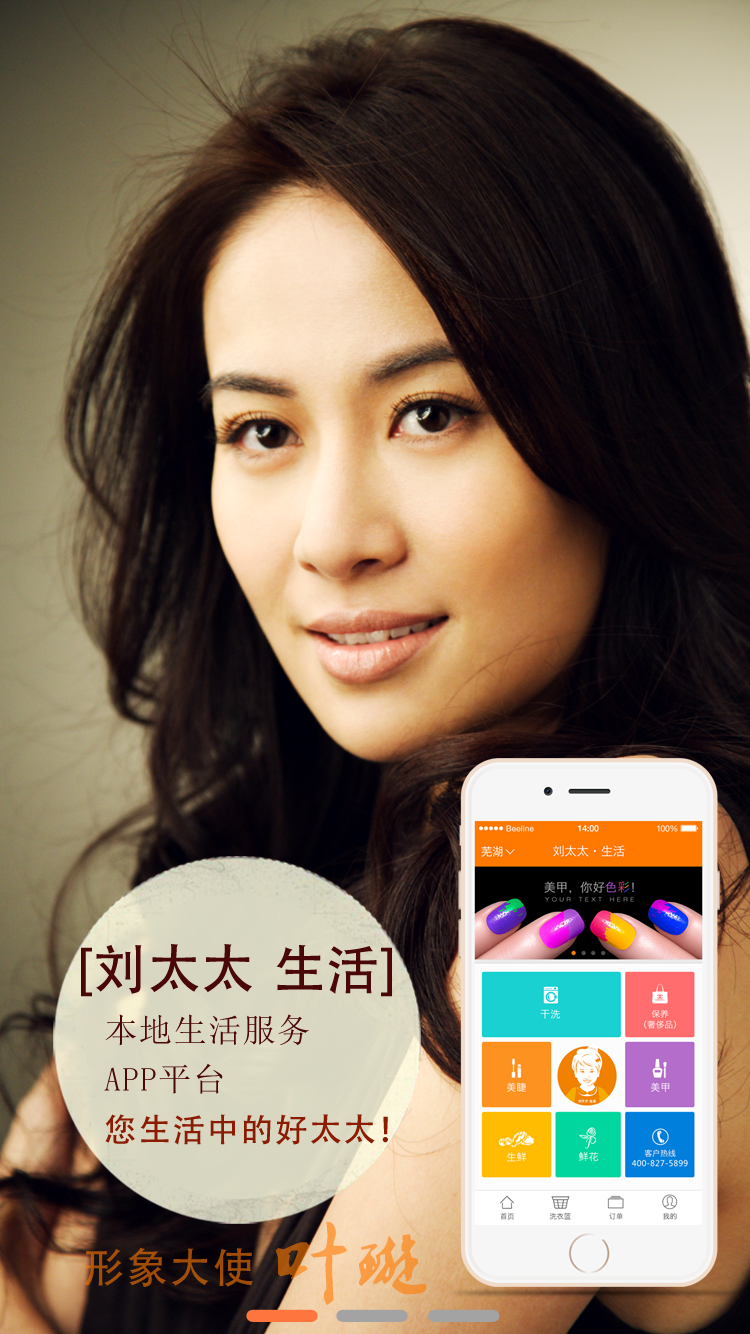 ●●●●● Beeline 14:00 100%
芜湖 刘太太·生活
美甲，你好色彩！
YOUR TEXT HERE
干洗
保养
(奢侈品)
美睫
美甲
生鲜
鲜花
客户热线
400-827-5899
首页 洗衣篮 订单 我的
[刘太太 生活]
本地生活服务
APP平台
您生活中的好太太！
形象大使 叶璇